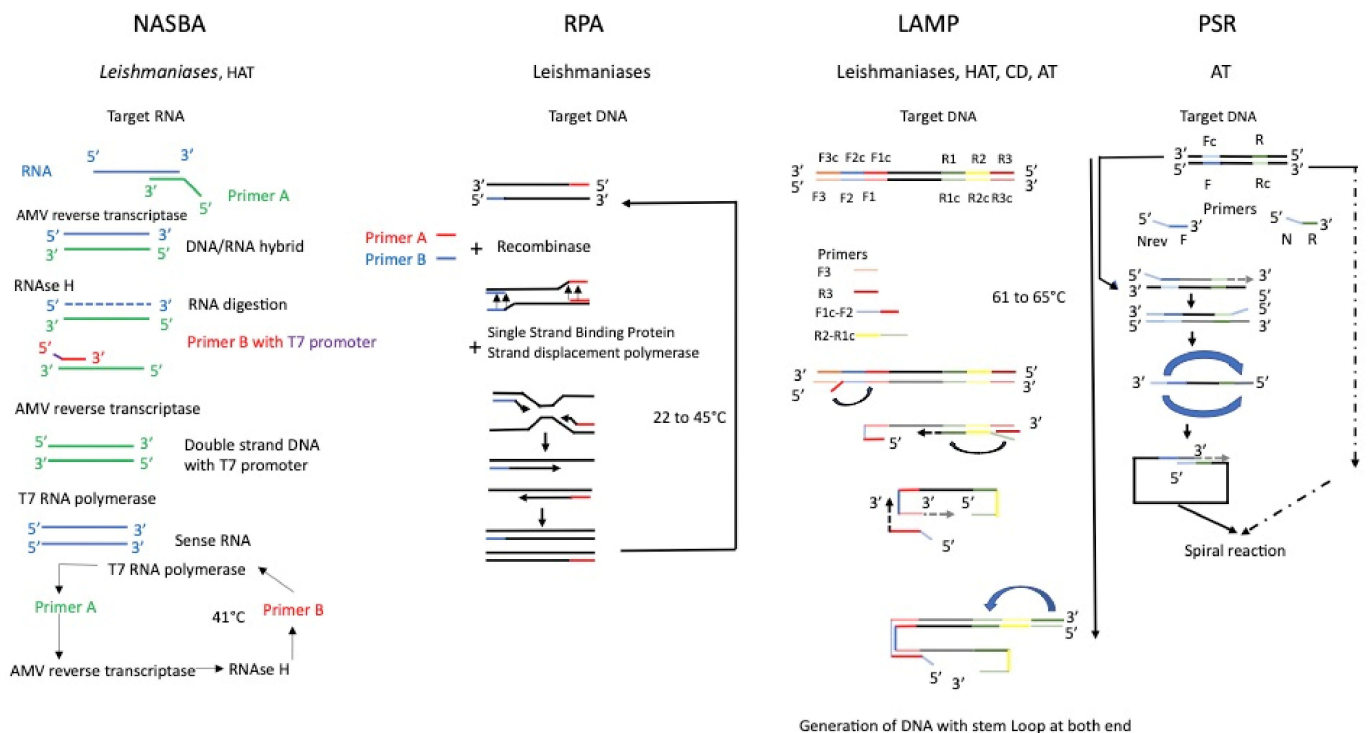 NASBA
Leishmaniases, HAT
Target RNA
5’ 3’
RNA
3’
Primer A
5’
AMV reverse transcriptase
5’ 3’
DNA/RNA hybrid
3’ 5’
RNAse H
5’ 3’
RNA digestion
3’ 5’
Primer B with T7 promoter
5’ 3’
3’ 5’
AMV reverse transcriptase
5’ 3’
Double strand DNA
with T7 promoter
3’ 5’
T7 RNA polymerase
5’ 3’
5’ 3’
Sense RNA
T7 RNA polymerase
Primer A
41°C
Primer B
AMV reverse transcriptase
RNAse H
RPA
Leishmaniases
Target DNA
3’ 5’
5’ 3’
Primer A
Primer B
+ Recombinase
Single Strand Binding Protein
+ Strand displacement polymerase
22 to 45°C
LAMP
Leishmaniases, HAT, CD, AT
Target DNA
F3c F2c F1c R1 R2 R3
3’ 5’
5’ 3’
F3 F2 F1 R1c R2c R3c
Primers
F3
R3
F1c-F2
R2-R1c
61 to 65°C
3’ 5’
5’ 3’
3’
5’
5’
3’ 3’ 5’
5’
3’
5’
5’ 3’
Generation of DNA with stem Loop at both end
PSR
AT
Target DNA
Fc R
3’ 5’
5’ 3’
F Rc
Primers
Nrev F N R
5’ 3’
3’ 5’
5’
3’ 3’
3’ 5’
3’
5’
Spiral reaction